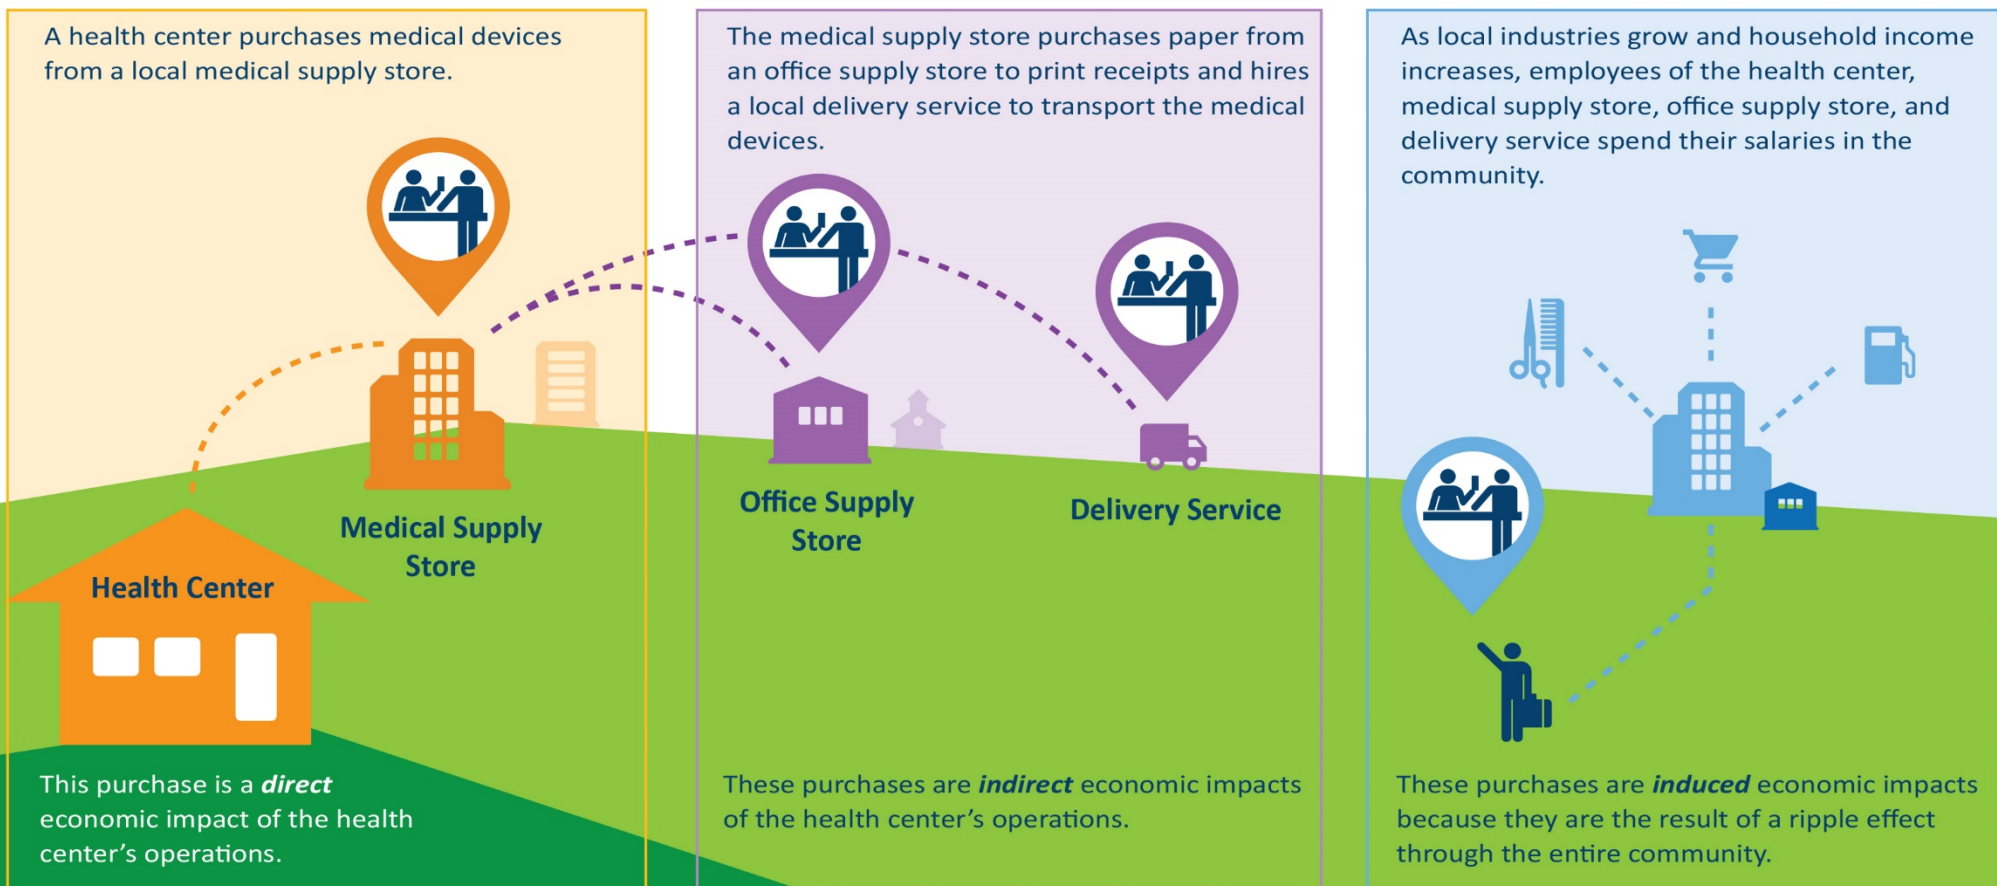 A health center purchases medical devices
from a local medical supply store.
Medical Supply
Store
Health Center
This purchase is a direct
economic impact of the health
center’s operations.
The medical supply store purchases paper from
an office supply store to print receipts and hires
a local delivery service to transport the medical
devices.
Office Supply
Store
Delivery Service
These purchases are indirect economic impacts
of the health center’s operations.
As local industries grow and household income
increases, employees of the health center,
medical supply store, office supply store, and
delivery service spend their salaries in the
community.
These purchases are induced economic impacts
because they are the result of a ripple effect
through the entire community.